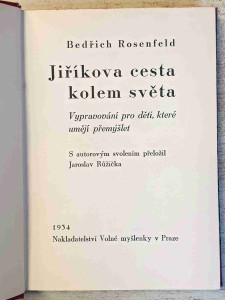 Bedřich Rosenfeld
Jiříkova cesta
kolem světa
Vypravování pro děti, které
umějí přemýšlet
S autorovým svolením přeložil
Jaroslav Růžička
1934
Nakladatelství Volné myšlenky v Praze